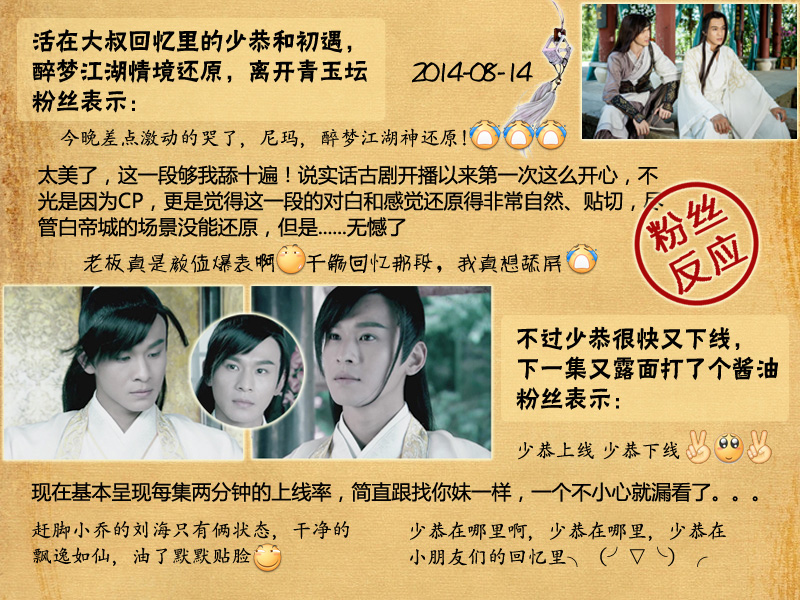 活在大叔回忆里的少恭和初遇，
醉梦江湖情境还原，离开青玉坛
粉丝表示：
2014-08-14
今晚差点激动的哭了，尼玛，醉梦江湖神还原！
太美了，这一段够我舔十遍！说实话古剧开播以来第一次这么开心，不
光是因为CP，更是觉得这一段的对白和感觉还原得非常自然、贴切，尽
管白帝城的场景没能还原，但是......无憾了
粉丝
反应
老板真是颜值爆表啊 千觞回忆那段，我真想舔屏
不过少恭很快又下线，
下一集又露面打了个酱油
粉丝表示：
少恭上线 少恭下线
现在基本呈现每集两分钟的上线率，简直跟找你妹一样，一个不小心就漏看了。。。
赶脚小乔的刘海只有俩状态，干净的
飘逸如仙，油了默默贴脸
少恭在哪里啊，少恭在哪里，少恭在
小朋友们的回忆里╮（╯▽╰）╭